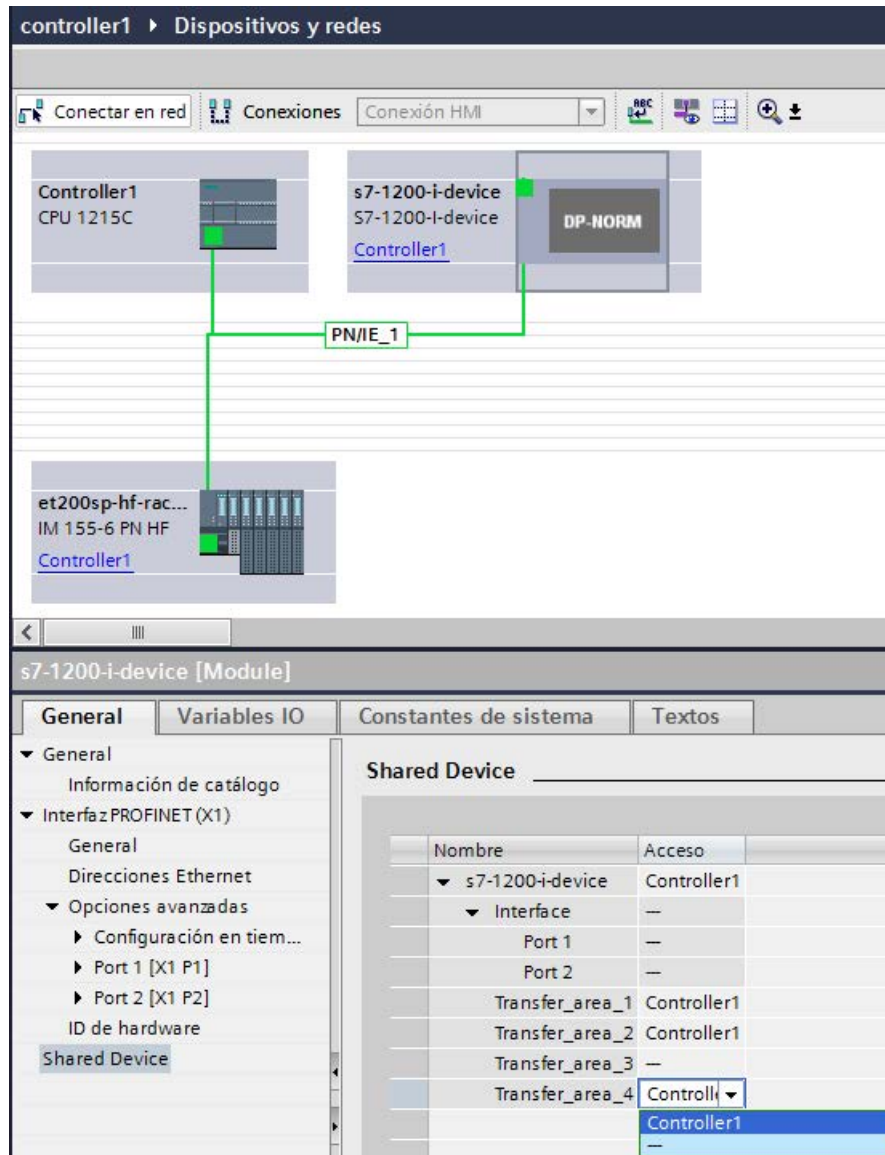 controller1 ▸ Dispositivos y redes
Conectar en red Conexiones Conexión HMI
Controller1
CPU 1215C
s7-1200-i-device
S7-1200-I-device
Controller1
DP-NORM
PN/IE_1
et200sp-hf-rac...
IM 155-6 PN HF
Controller1
s7-1200-i-device [Module]
General Variables IO Constantes de sistema Textos
General
Información de catálogo
Interfaz PROFINET (X1)
General
Direcciones Ethernet
Opciones avanzadas
Configuración en tiem...
Port 1 [X1 P1]
Port 2 [X1 P2]
ID de hardware
Shared Device
Shared Device
Nombre Acceso
s7-1200-i-device Controller1
Interface —
Port 1 —
Port 2 —
Transfer_area_1 Controller1
Transfer_area_2 Controller1
Transfer_area_3 —
Transfer_area_4 Controll
Controller1
—